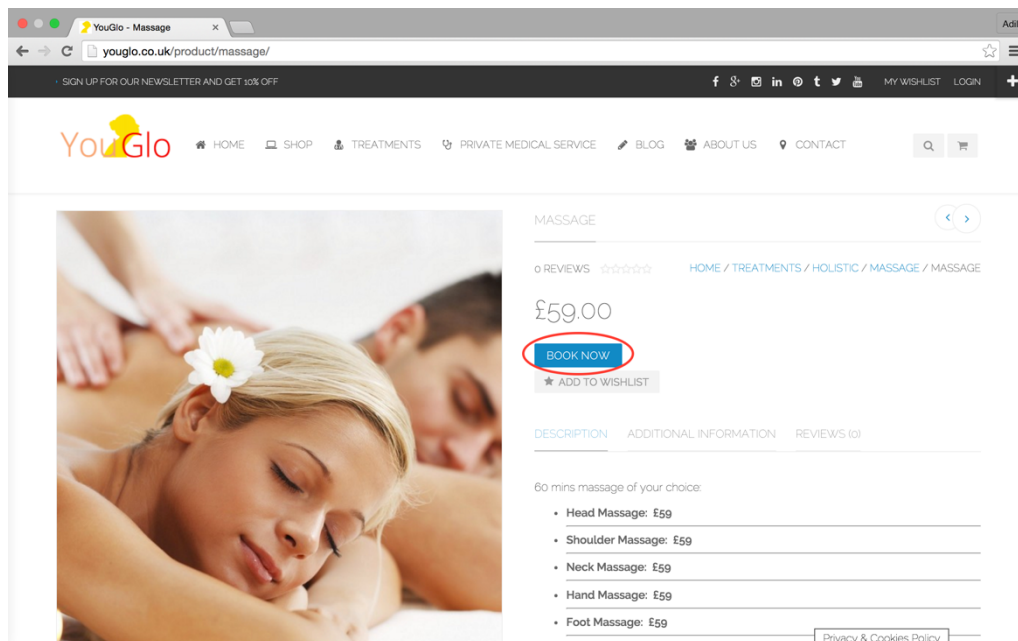 YouGlo - Massage
Adil
youglo.co.uk/product/massage/
SIGN UP FOR OUR NEWSLETTER AND GET 10% OFF
MY WISHLIST LOGIN
YouGlo
HOME SHOP TREATMENTS PRIVATE MEDICAL SERVICE BLOG ABOUT US CONTACT
MASSAGE
0 REVIEWS HOME / TREATMENTS / HOLISTIC / MASSAGE / MASSAGE
£59.00
BOOK NOW
ADD TO WISHLIST
DESCRIPTION ADDITIONAL INFORMATION REVIEWS (0)
60 mins massage of your choice:
• Head Massage: £59
• Shoulder Massage: £59
• Neck Massage: £59
• Hand Massage: £59
• Foot Massage: £59
Privacy & Cookies Policy